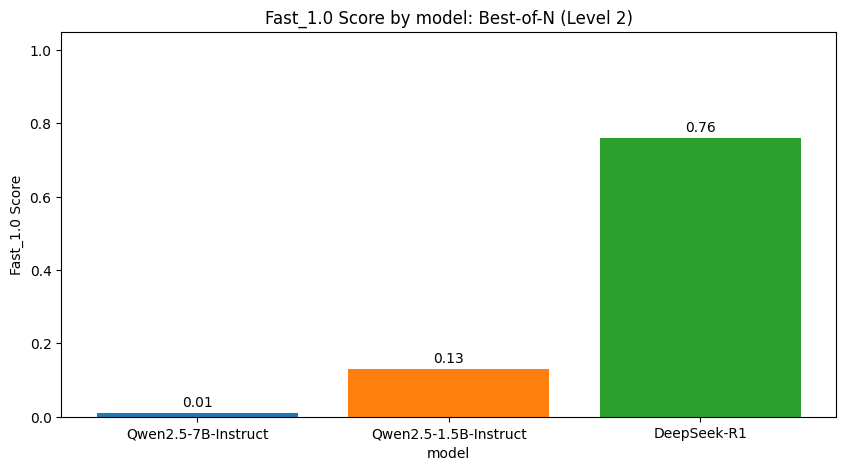 Fast_1.0 Score by model: Best-of-N (Level 2)
1.0
0.8
0.6
0.4
0.2
0.0
Fast_1.0 Score
0.01
0.13
0.76
Qwen2.5-7B-Instruct
Qwen2.5-1.5B-Instruct
DeepSeek-R1
model